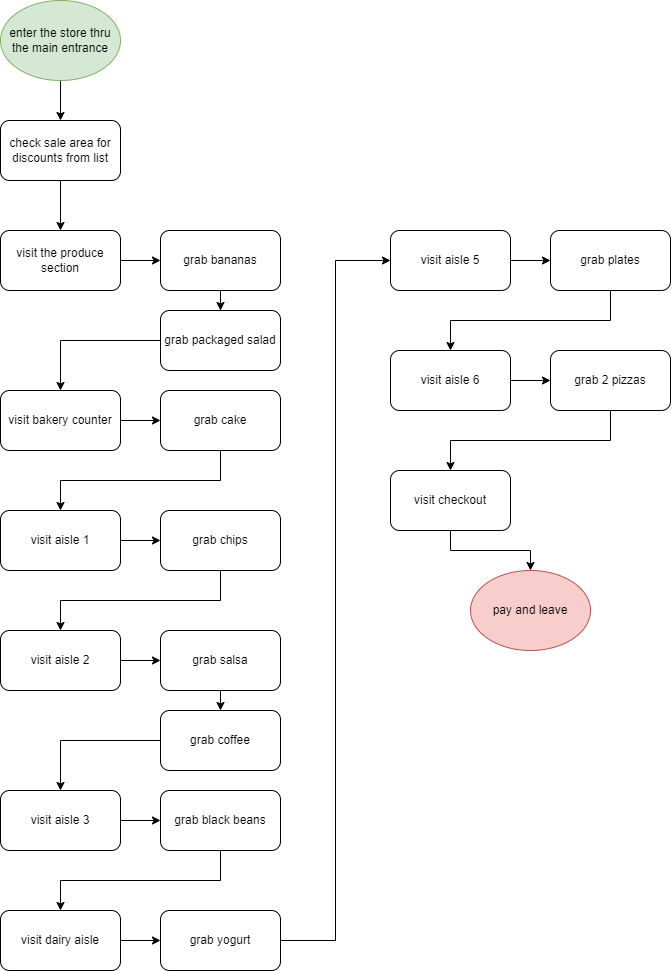 enter the store thru
the main entrance
check sale area for
discounts from list
visit the produce
section
grab bananas
grab packaged salad
visit bakery counter
grab cake
visit aisle 1
grab chips
visit aisle 2
grab salsa
grab coffee
visit aisle 3
grab black beans
visit dairy aisle
grab yogurt
visit aisle 5
grab plates
visit aisle 6
grab 2 pizzas
visit checkout
pay and leave